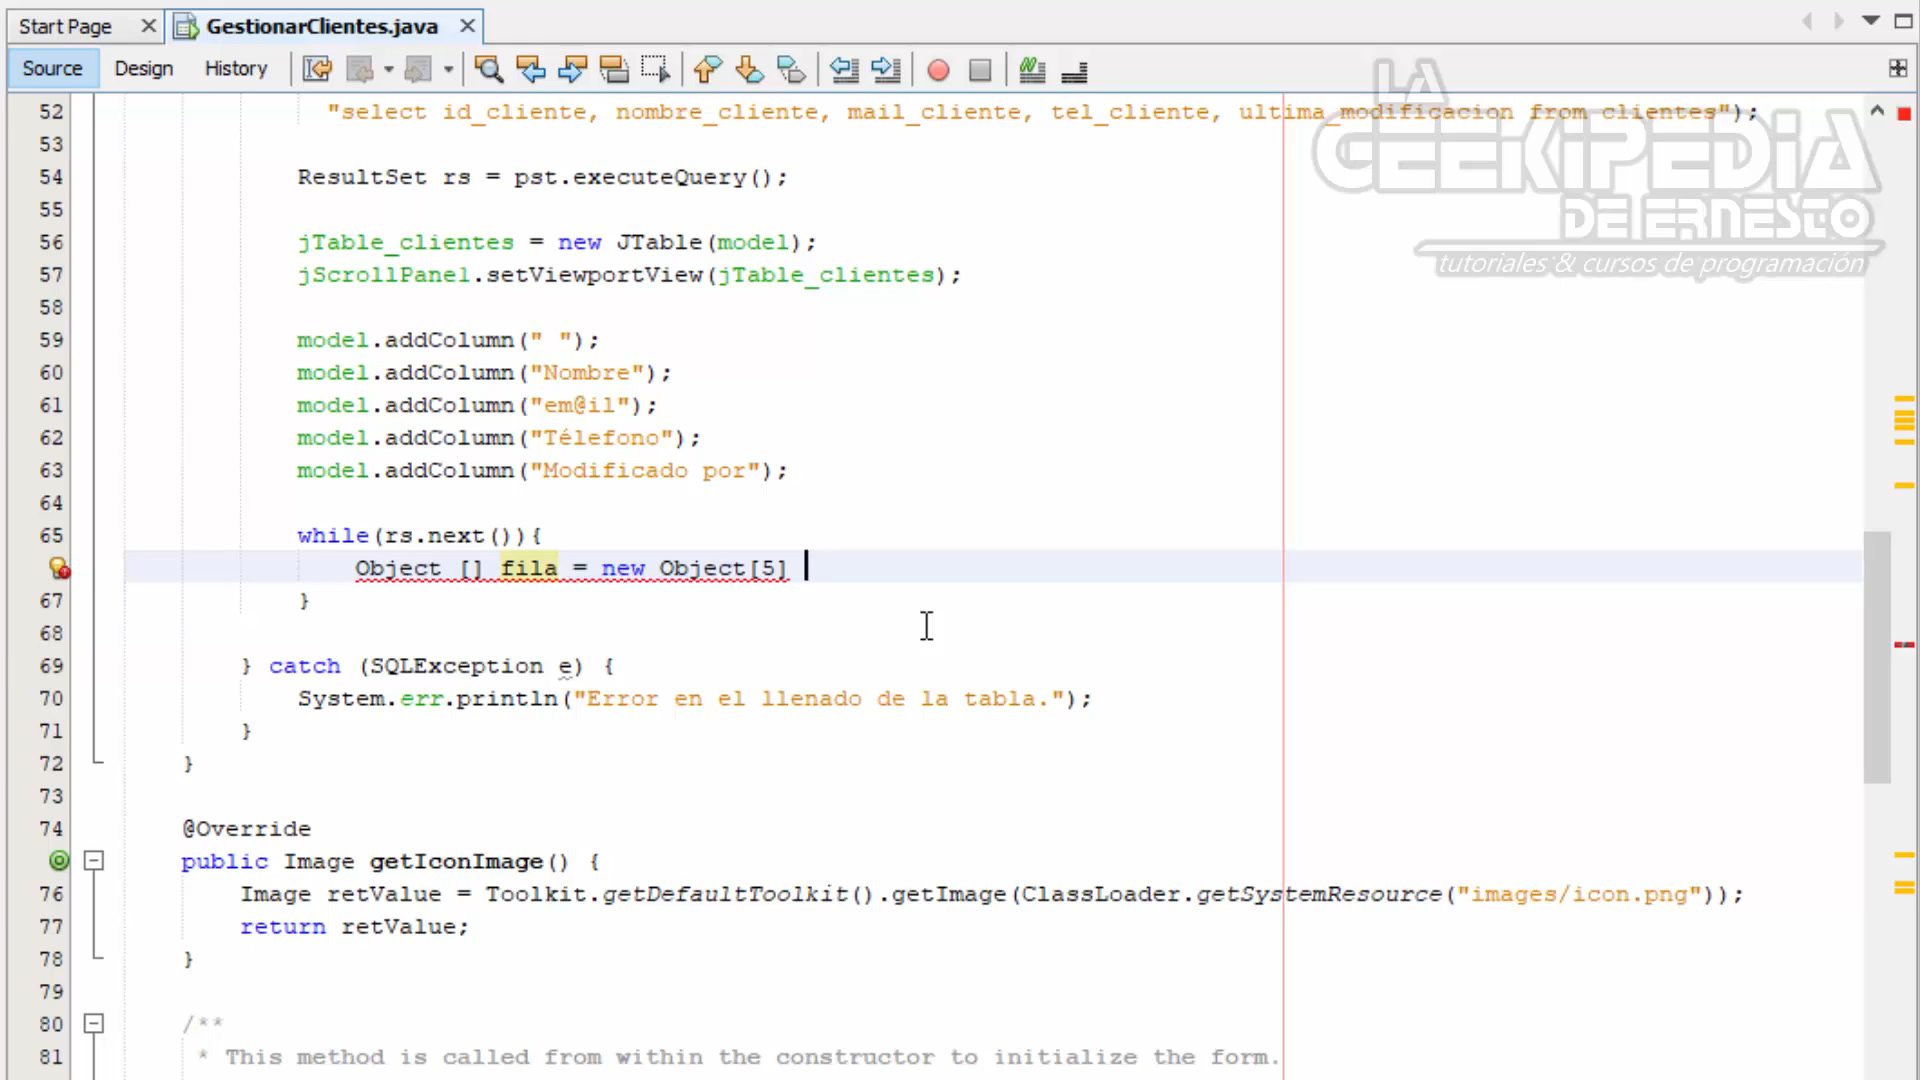 Start Page
GestionarClientes.java
Source Design History
52 "select id_cliente, nombre_cliente, mail_cliente, tel_cliente, ultima_modificacion from clientes");
53
54 ResultSet rs = pst.executeQuery();
55
56 jTable_clientes = new JTable(model);
57 jScrollPane1.setViewportView(jTable_clientes);
58
59 model.addColumn(" ");
60 model.addColumn("Nombre");
61 model.addColumn("em@il");
62 model.addColumn("Télefono");
63 model.addColumn("Modificado por");
64
65 while(rs.next()){
Object [] fila = new Object[5]
67 }
68
69 } catch (SQLException e) {
70 System.err.println("Error en el llenado de la tabla.");
71 }
72 }
73
74 @Override
public Image getIconImage() {
76 Image retValue = Toolkit.getDefaultToolkit().getImage(ClassLoader.getSystemResource("images/icon.png"));
77 return retValue;
78 }
79
80 /**
81 * This method is called from within the constructor to initialize the form.
LA
GEEKIPEDIA
DE ERNESTO
tutoriales & cursos de programación